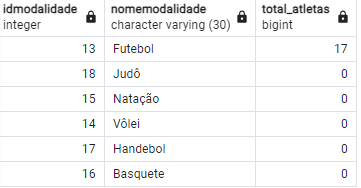 idmodalidade nomemodalidade total_atletas
integer character varying (30) bigint
13 Futebol 17
18 Judô 0
15 Natação 0
14 Vôlei 0
17 Handebol 0
16 Basquete 0